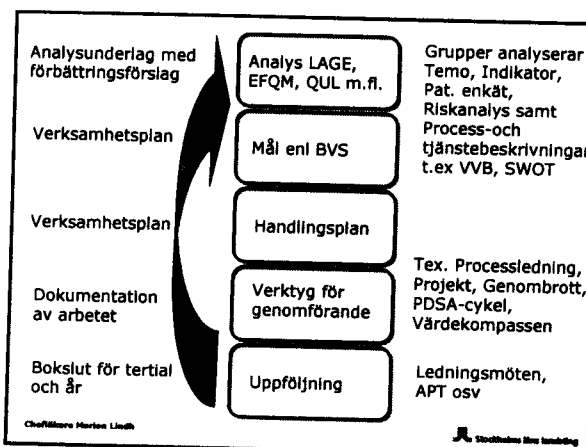 Analysunderlag med
förbättringsförslag
Verksamhetsplan
Verksamhetsplan
Dokumentation
av arbetet
Bokslut för tertial
och år
Analys LAGE,
EFQM, QUL m.fl.
Mål enl BVS
Handlingsplan
Verktyg för
genomförande
Uppföljning
Grupper analyserar
Temo, Indikator,
Pat. enkät,
Riskanalys samt
Process-och
tjänstebeskrivningar
t.ex VVB, SWOT
Tex. Processledning,
Projekt, Genombrott,
PDSA-cykel,
Värdekompassen
Ledningsmöten,
APT osv
Chefläkare Marion Lindh
Stockholms läns landsting